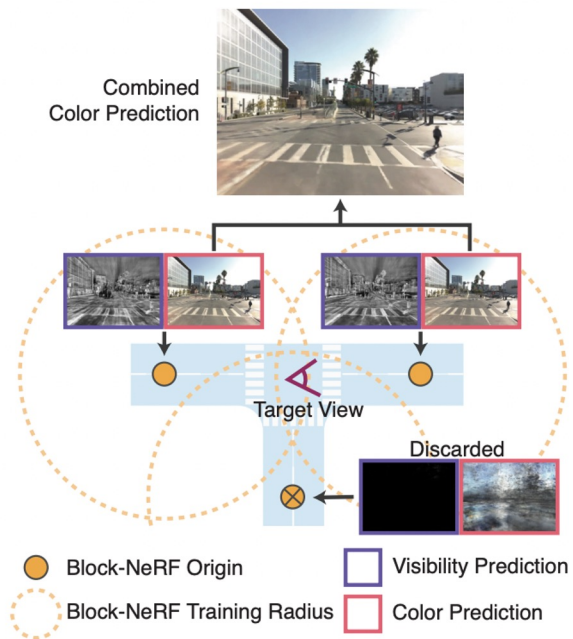 Combined
Color Prediction
Target View
Discarded
Block-NeRF Origin
Visibility Prediction
Block-NeRF Training Radius
Color Prediction